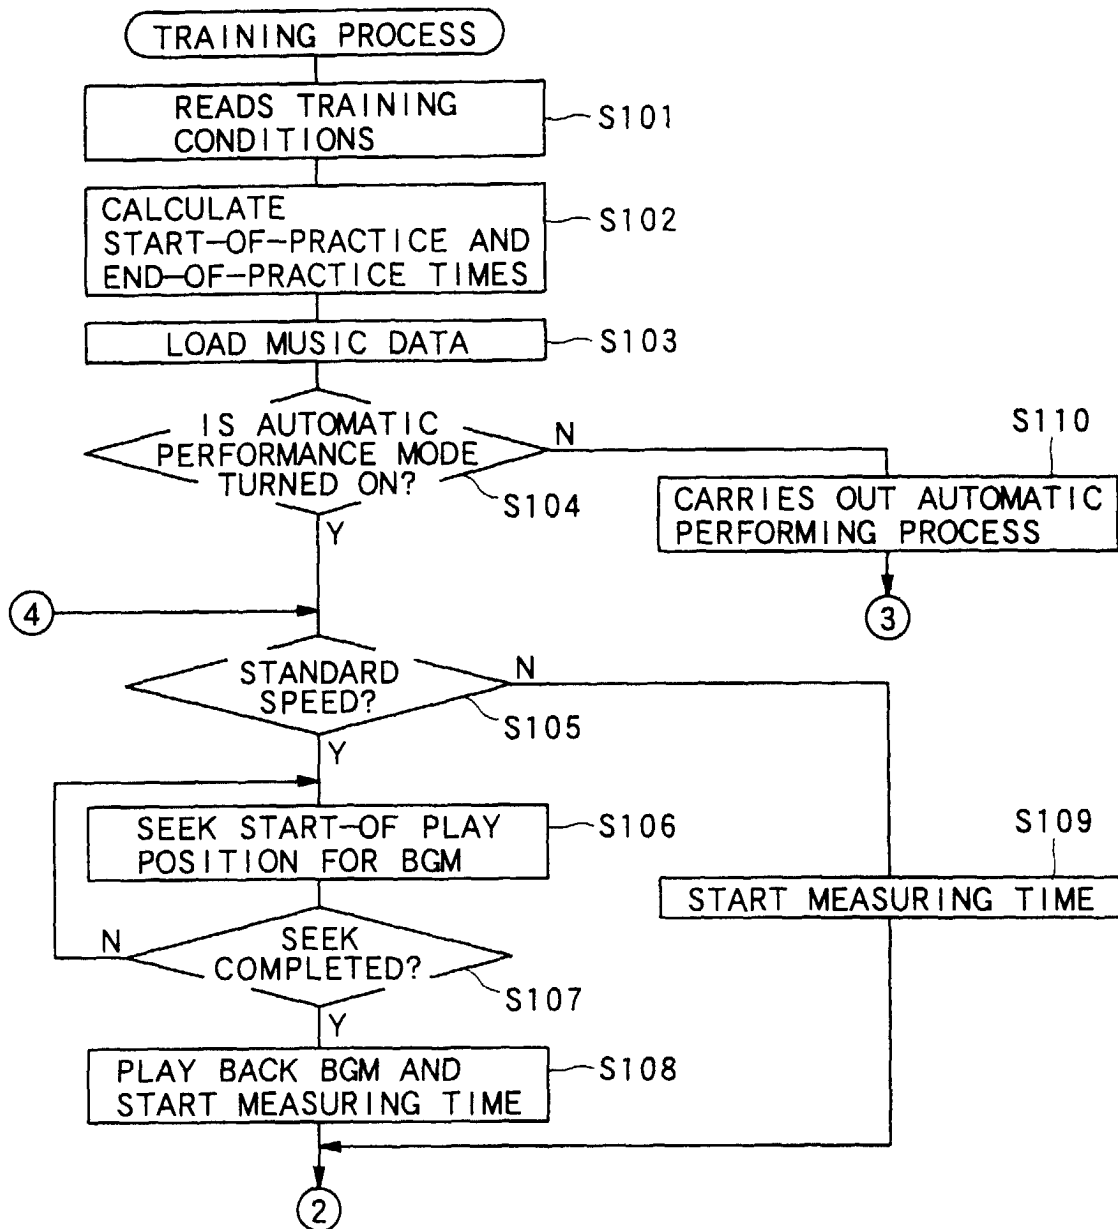 TRAINING PROCESS
READS TRAINING
CONDITIONS
S101
CALCULATE
START-OF-PRACTICE AND
END-OF-PRACTICE TIMES
S102
LOAD MUSIC DATA
S103
IS AUTOMATIC
PERFORMANCE MODE
TURNED ON?
S104
N
Y
S110
CARRIES OUT AUTOMATIC
PERFORMING PROCESS
3
4
STANDARD
SPEED?
S105
N
Y
SEEK START-OF PLAY
POSITION FOR BGM
S106
S109
START MEASURING TIME
SEEK
COMPLETED?
S107
N
Y
PLAY BACK BGM AND
START MEASURING TIME
S108
2